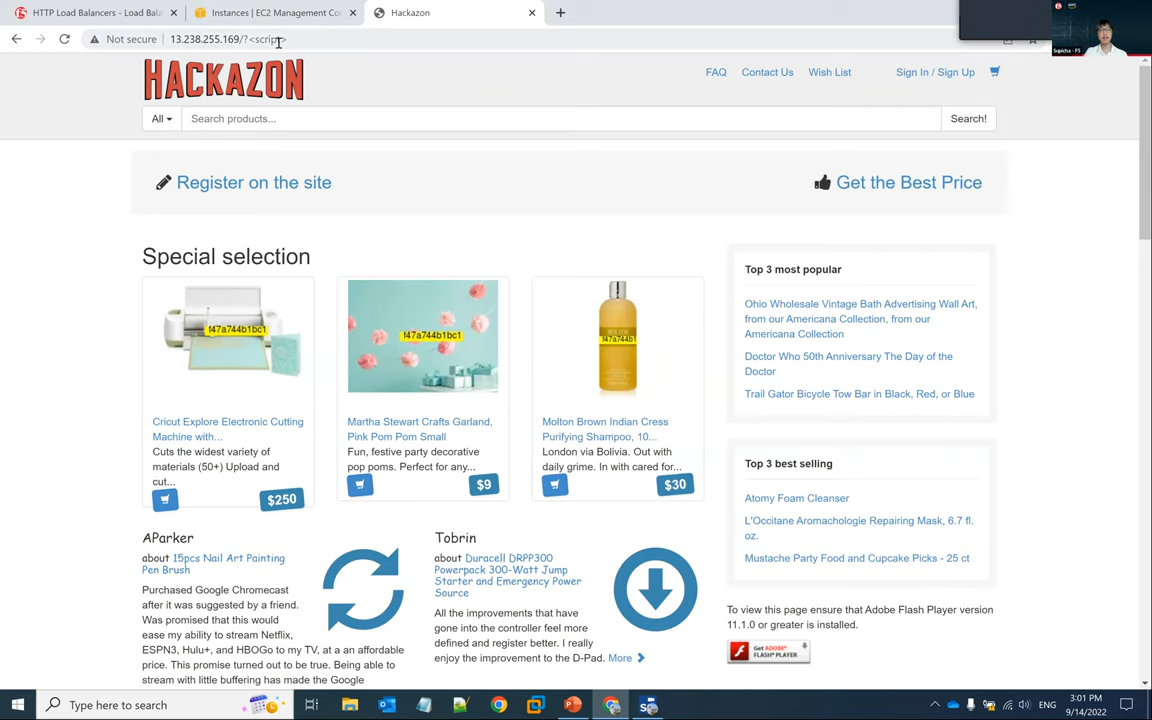 HTTP Load Balancers - Load Bala
Instances | EC2 Management Con
Hackazon
Not secure
13.238.255.169/?<script>
Supicha - F5
HACKAZON
FAQ
Contact Us
Wish List
Sign In / Sign Up
All
Search products...
Search!
Register on the site
Get the Best Price
Special selection
f47a744b1bc1
f47a744b1bc1
MOLTON
f47a744b1
Cricut Explore Electronic Cutting
Machine with...
Cuts the widest variety of
materials (50+) Upload and
cut...
$250
Martha Stewart Crafts Garland,
Pink Pom Pom Small
Fun, festive party decorative
pop poms. Perfect for any...
$9
Molton Brown Indian Cress
Purifying Shampoo, 10...
London via Bolivia. Out with
daily grime. In with cared for...
$30
Top 3 most popular
Ohio Wholesale Vintage Bath Advertising Wall Art,
from our Americana Collection, from our
Americana Collection
Doctor Who 50th Anniversary The Day of the
Doctor
Trail Gator Bicycle Tow Bar in Black, Red, or Blue
Top 3 best selling
Atomy Foam Cleanser
L'Occitane Aromachologie Repairing Mask, 6.7 fl.
oz.
Mustache Party Food and Cupcake Picks - 25 ct
AParker
about 15pcs Nail Art Painting
Pen Brush
Purchased Google Chromecast
after it was suggested by a friend.
Was promised that this would
ease my ability to stream Netflix,
ESPN3, Hulu+, and HBOGo to my TV, at a an affordable
price. This promise turned out to be true. Being able to
stream with little buffering has made the Google
Tobrin
about Duracell DRPP300
Powerpack 300-Watt Jump
Starter and Emergency Power
Source
All the improvements that have
gone into the controller feel more
defined and register better. I really
enjoy the improvement to the D-Pad. More
To view this page ensure that Adobe Flash Player version
11.1.0 or greater is installed.
Get ADOBE
FLASH PLAYER
Type here to search
ENG
3:01 PM
9/14/2022